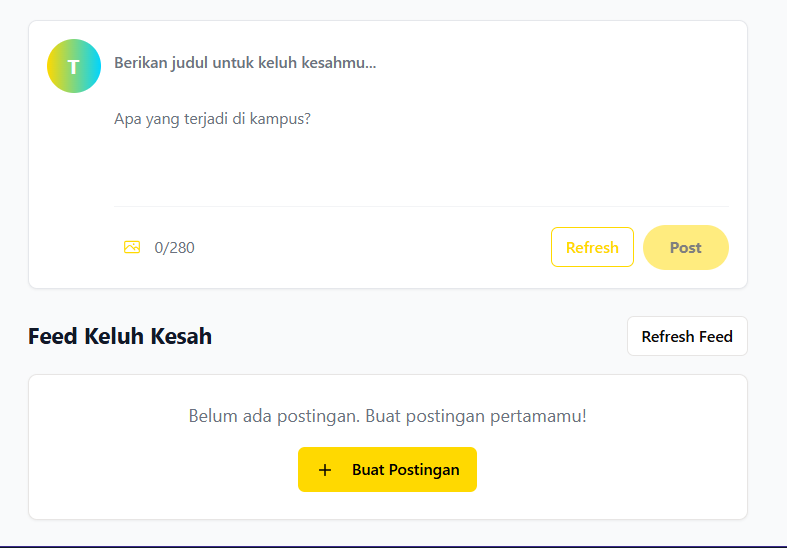 T
Berikan judul untuk keluh kesahmu...
Apa yang terjadi di kampus?
0/280
Refresh
Post
Feed Keluh Kesah
Refresh Feed
Belum ada postingan. Buat postingan pertamamu!
+ Buat Postingan